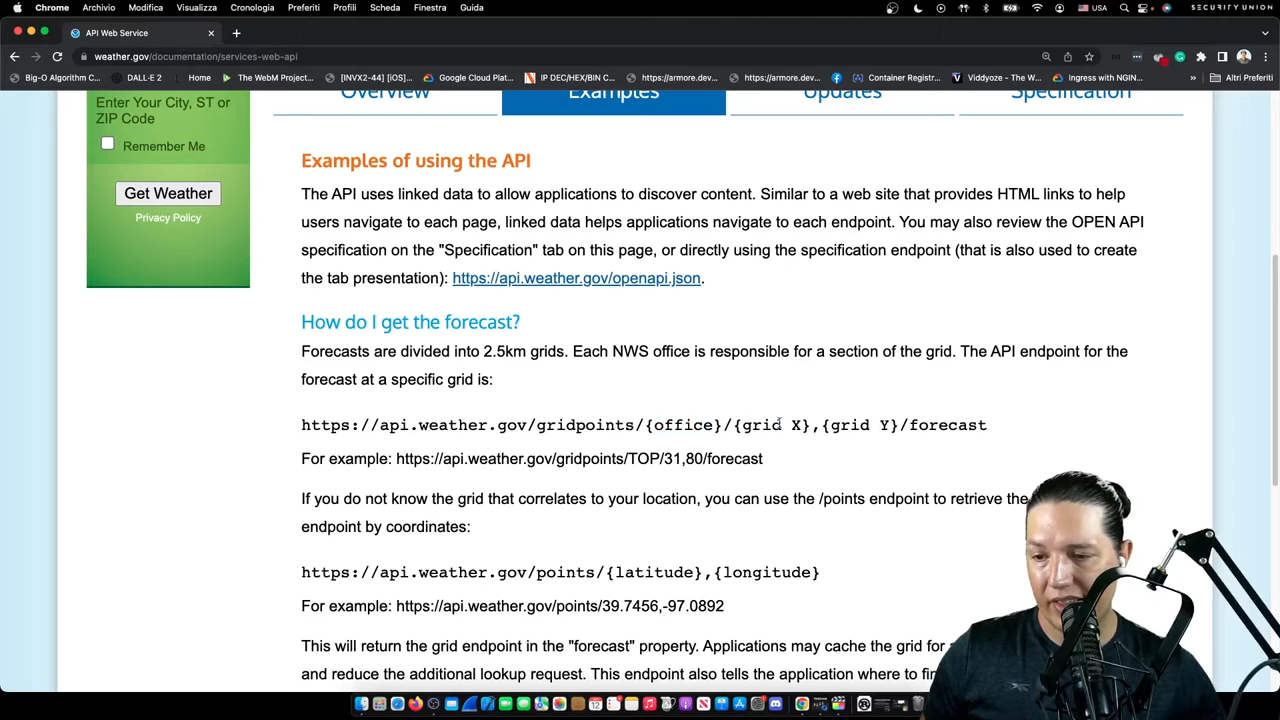 Chrome Archivio Modifica Visualizza Cronologia Preferiti Profili Scheda Finestra Guida USA SECURITY UNION
API Web Service
weather.gov/documentation/services-web-api
Big-O Algorithm C... DALL-E 2 Home The WebM Project... [INVX2-44] [iOS]... Google Cloud Plat... IP DEC/HEX/BIN C... https://armore.dev... https://armore.dev... Container Registr... Viddyoze - The W... Ingress with NGIN... Altri Preferiti
Overview Examples Updates Specification
Enter Your City, ST or
ZIP Code
Remember Me
Get Weather
Privacy Policy
Examples of using the API
The API uses linked data to allow applications to discover content. Similar to a web site that provides HTML links to help
users navigate to each page, linked data helps applications navigate to each endpoint. You may also review the OPEN API
specification on the "Specification" tab on this page, or directly using the specification endpoint (that is also used to create
the tab presentation): https://api.weather.gov/openapi.json.
How do I get the forecast?
Forecasts are divided into 2.5km grids. Each NWS office is responsible for a section of the grid. The API endpoint for the
forecast at a specific grid is:
https://api.weather.gov/gridpoints/{office}/{grid X},{grid Y}/forecast
For example: https://api.weather.gov/gridpoints/TOP/31,80/forecast
If you do not know the grid that correlates to your location, you can use the /points endpoint to retrieve the
endpoint by coordinates:
https://api.weather.gov/points/{latitude},{longitude}
For example: https://api.weather.gov/points/39.7456,-97.0892
This will return the grid endpoint in the "forecast" property. Applications may cache the grid for
and reduce the additional lookup request. This endpoint also tells the application where to